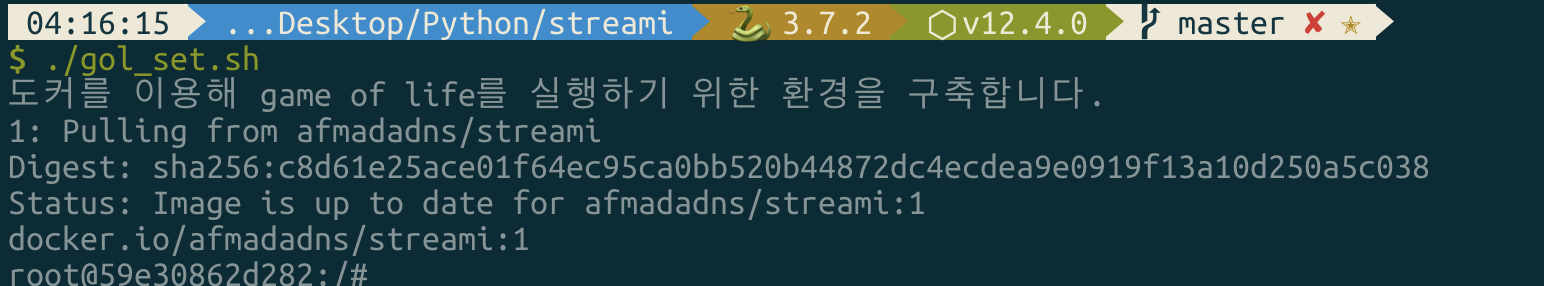 04:16:15 ...Desktop/Python/streami 🐍 3.7.2 ⬡v12.4.0 master ✘ ✭
$ ./gol_set.sh
도커를 이용해 game of life를 실행하기 위한 환경을 구축합니다.
1: Pulling from afmadadns/streami
Digest: sha256:c8d61e25ace01f64ec95ca0bb520b44872dc4ecdea9e0919f13a10d250a5c038
Status: Image is up to date for afmadadns/streami:1
docker.io/afmadadns/streami:1
root@59e30862d282:/#